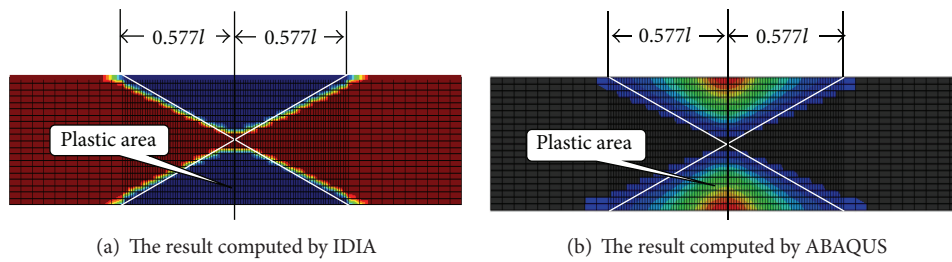 0.577l 0.577l
Plastic area
(a) The result computed by IDIA
0.577l 0.577l
Plastic area
(b) The result computed by ABAQUS